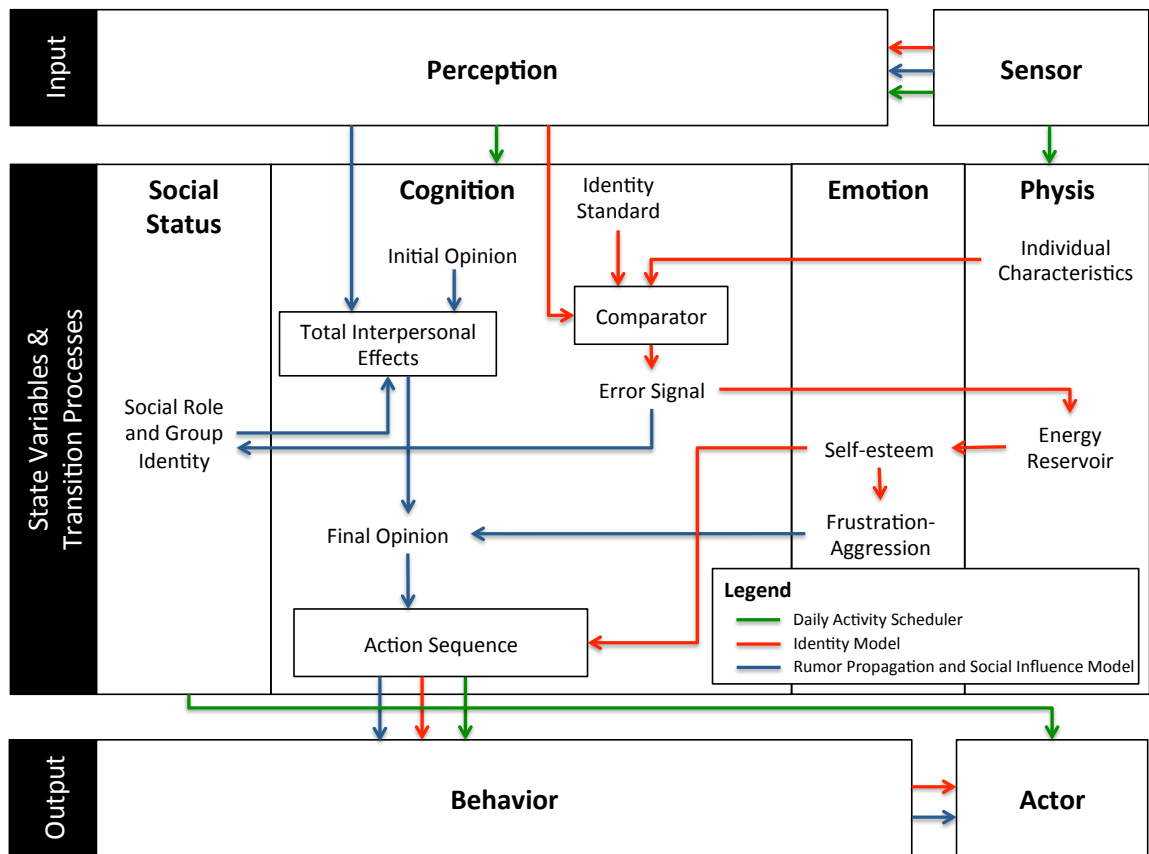 Input
Perception
Sensor
State Variables &
Transition Processes
Social
Status
Cognition
Emotion
Physis
Identity
Standard
Initial Opinion
Individual
Characteristics
Total Interpersonal
Effects
Comparator
Error Signal
Social Role
and Group
Identity
Self-esteem
Energy
Reservoir
Final Opinion
Frustration-
Aggression
Legend
Daily Activity Scheduler
Identity Model
Rumor Propagation and Social Influence Model
Action Sequence
Output
Behavior
Actor